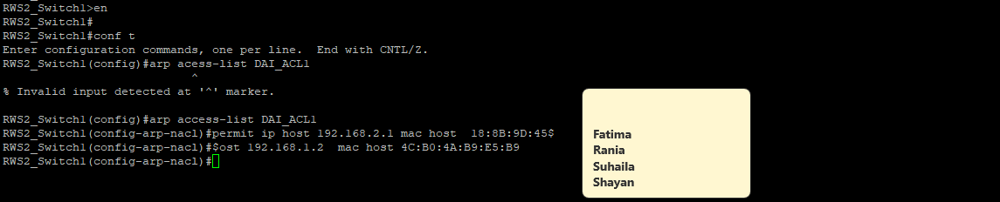 RWS2_Switch1>en
RWS2_Switch1#
RWS2_Switch1#conf t
Enter configuration commands, one per line.  End with CNTL/Z.
RWS2_Switch1(config)#arp acess-list DAI_ACL1
^
% Invalid input detected at '^' marker.
RWS2_Switch1(config)#arp access-list DAI_ACL1
RWS2_Switch1(config-arp-nacl)#permit ip host 192.168.2.1 mac host  18:8B:9D:45$
RWS2_Switch1(config-arp-nacl)#$ost 192.168.1.2  mac host 4C:B0:4A:B9:E5:B9
RWS2_Switch1(config-arp-nacl)#
Fatima
Rania
Suhaila
Shayan